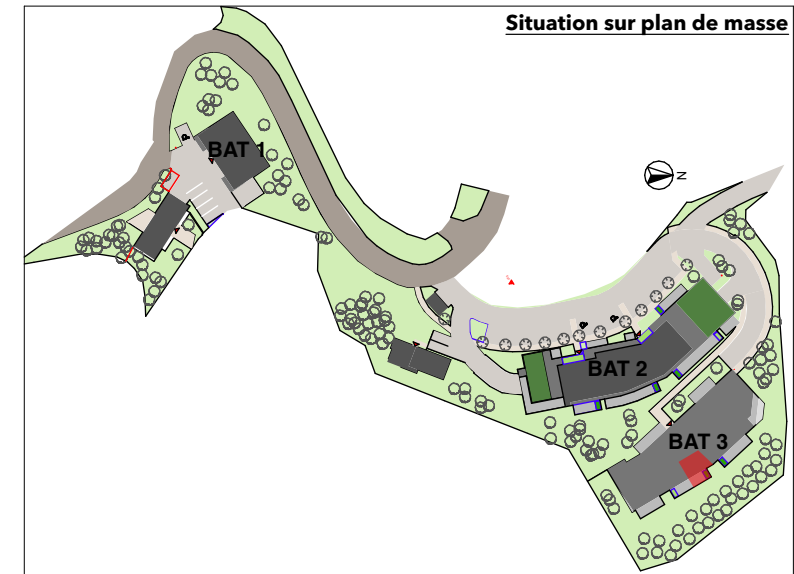 Situation sur plan de masse
BAT 1
P
N
P
P
BAT 2
BAT 3